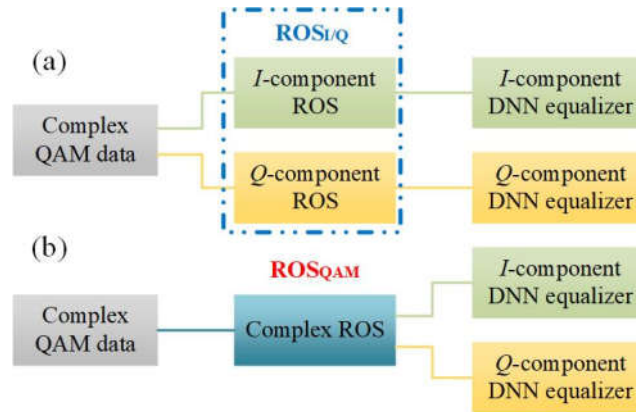 ROSI/Q
(a)
I-component
ROS
I-component
DNN equalizer
Complex
QAM data
Q-component
ROS
Q-component
DNN equalizer
(b)
ROSQAM
I-component
DNN equalizer
Complex
QAM data
Complex ROS
Q-component
DNN equalizer